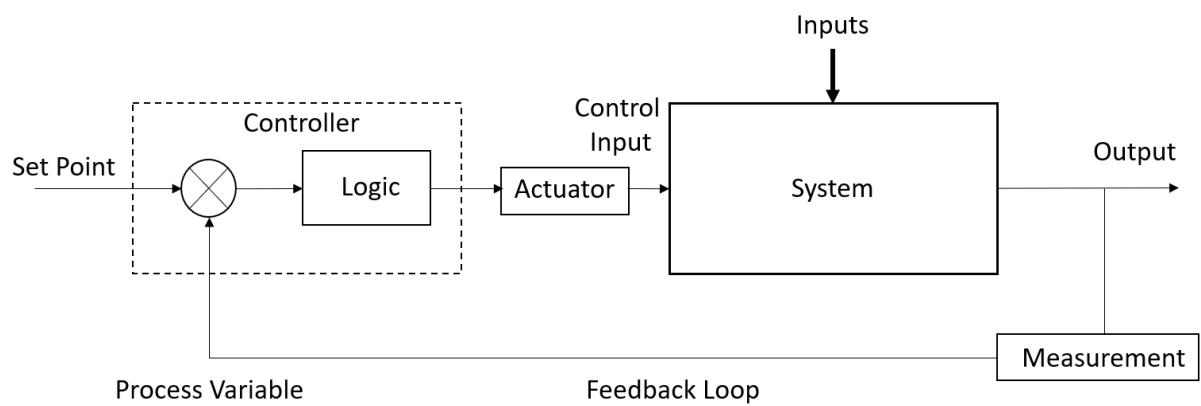 Inputs
Controller
Control
Input
Set Point
Logic
Actuator
System
Output
Measurement
Process Variable
Feedback Loop